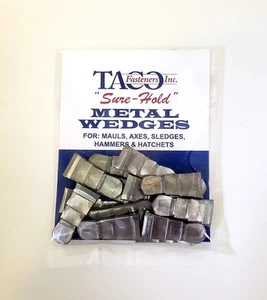 TACO
Fasteners Inc.
"Sure-Hold"
METAL
WEDGES
FOR: MAULS, AXES, SLEDGES,
HAMMERS & HATCHETS